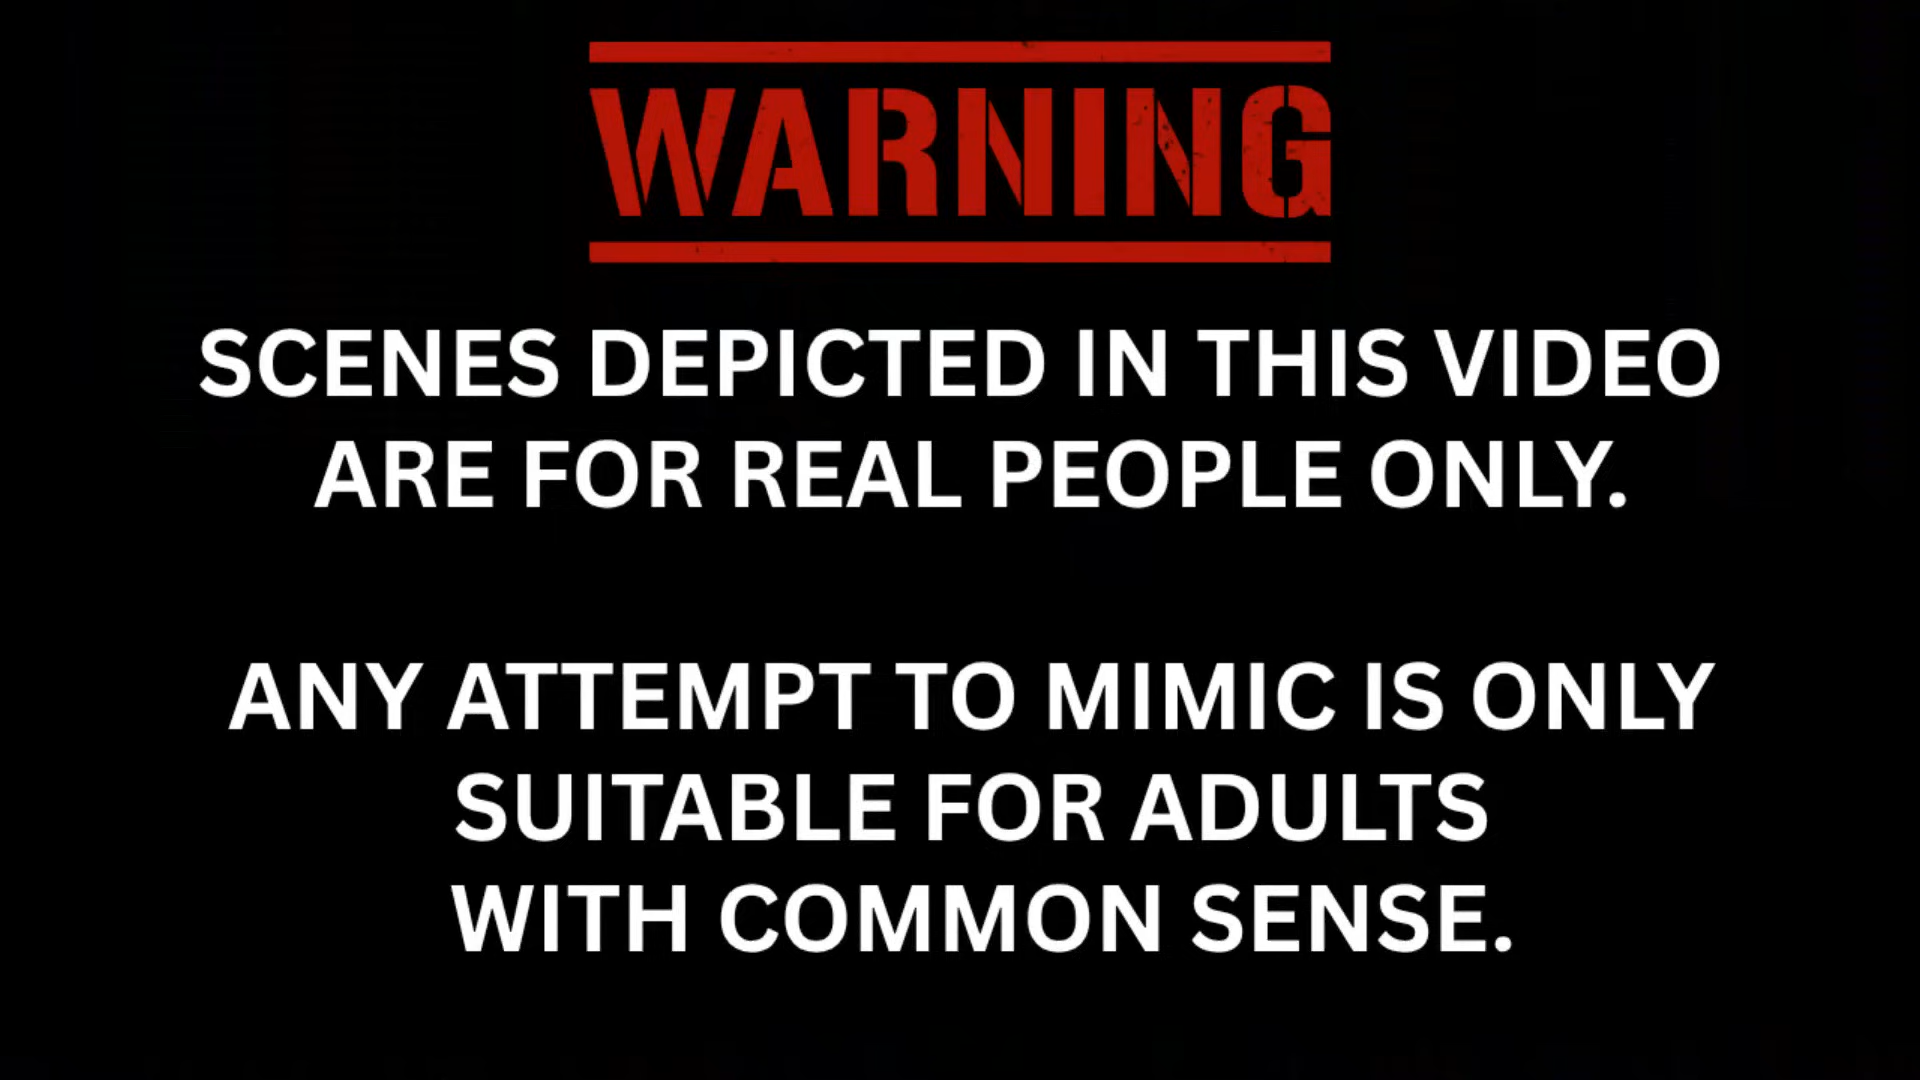 WARNING
SCENES DEPICTED IN THIS VIDEO
ARE FOR REAL PEOPLE ONLY.
ANY ATTEMPT TO MIMIC IS ONLY
SUITABLE FOR ADULTS
WITH COMMON SENSE.